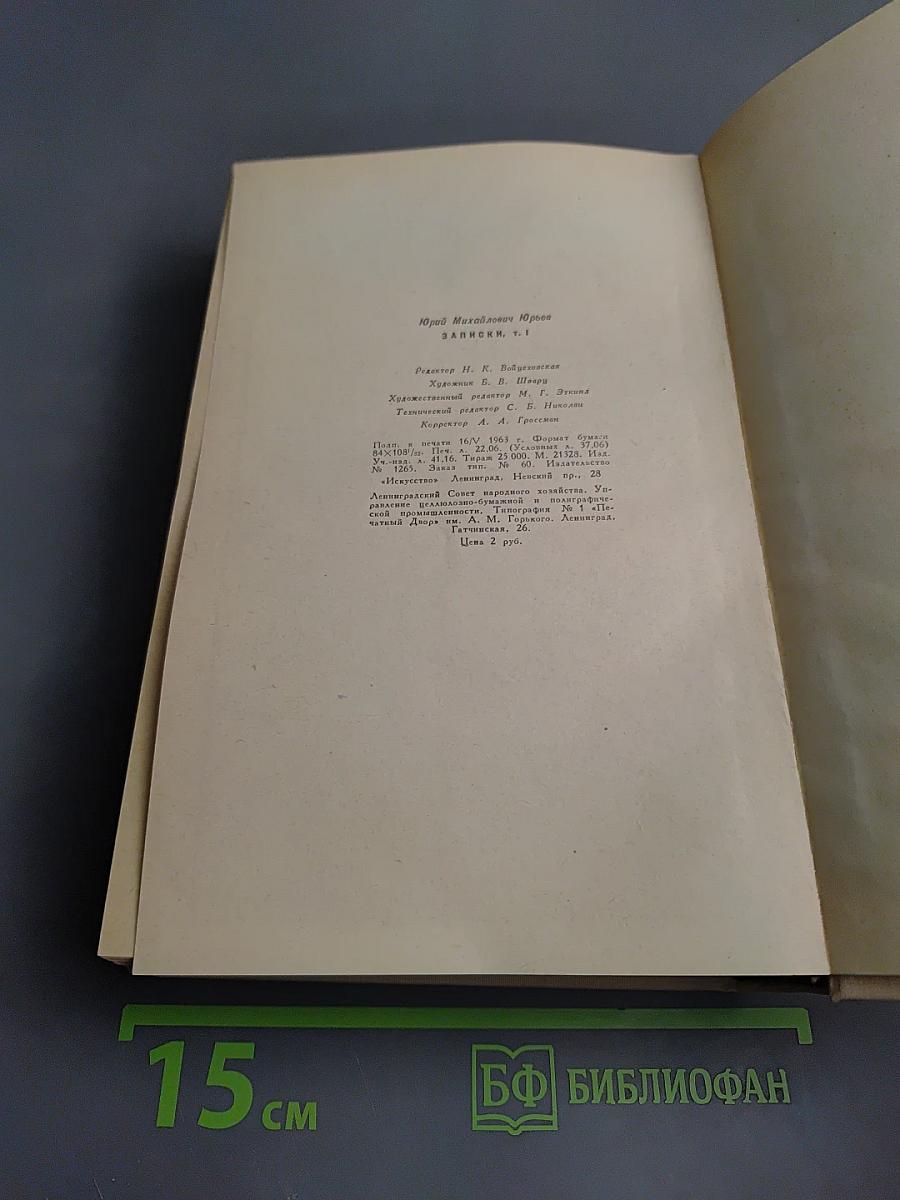 Юрий Михайлович Юрьев
ЗАПИСКИ, т. I
Редактор Н. К. Войцеховская
Художник Б. В. Шварц
Художественный редактор М. Г. Эткинд
Технический редактор С. Б. Николаи
Корректор А. А. Гроссман
Подп. к печати 16/V 1963 г. Формат бумаги
84×108¹/₃₂. Печ. л. 22,06. (Условных л. 37,06)
Уч.-изд. л. 41,16. Тираж 25 000. М. 21328. Изд.
№ 1265. Заказ тип. № 60. Издательство
«Искусство» Ленинград, Невский пр., 28
Ленинградский Совет народного хозяйства. Уп-
равление целлюлозно-бумажной и полиграфиче-
ской промышленности. Типография № 1 «Пе-
чатный Двор» им. А. М. Горького. Ленинград,
Гатчинская, 26.
Цена 2 руб.
15 см
БФ БИБЛИОФАН